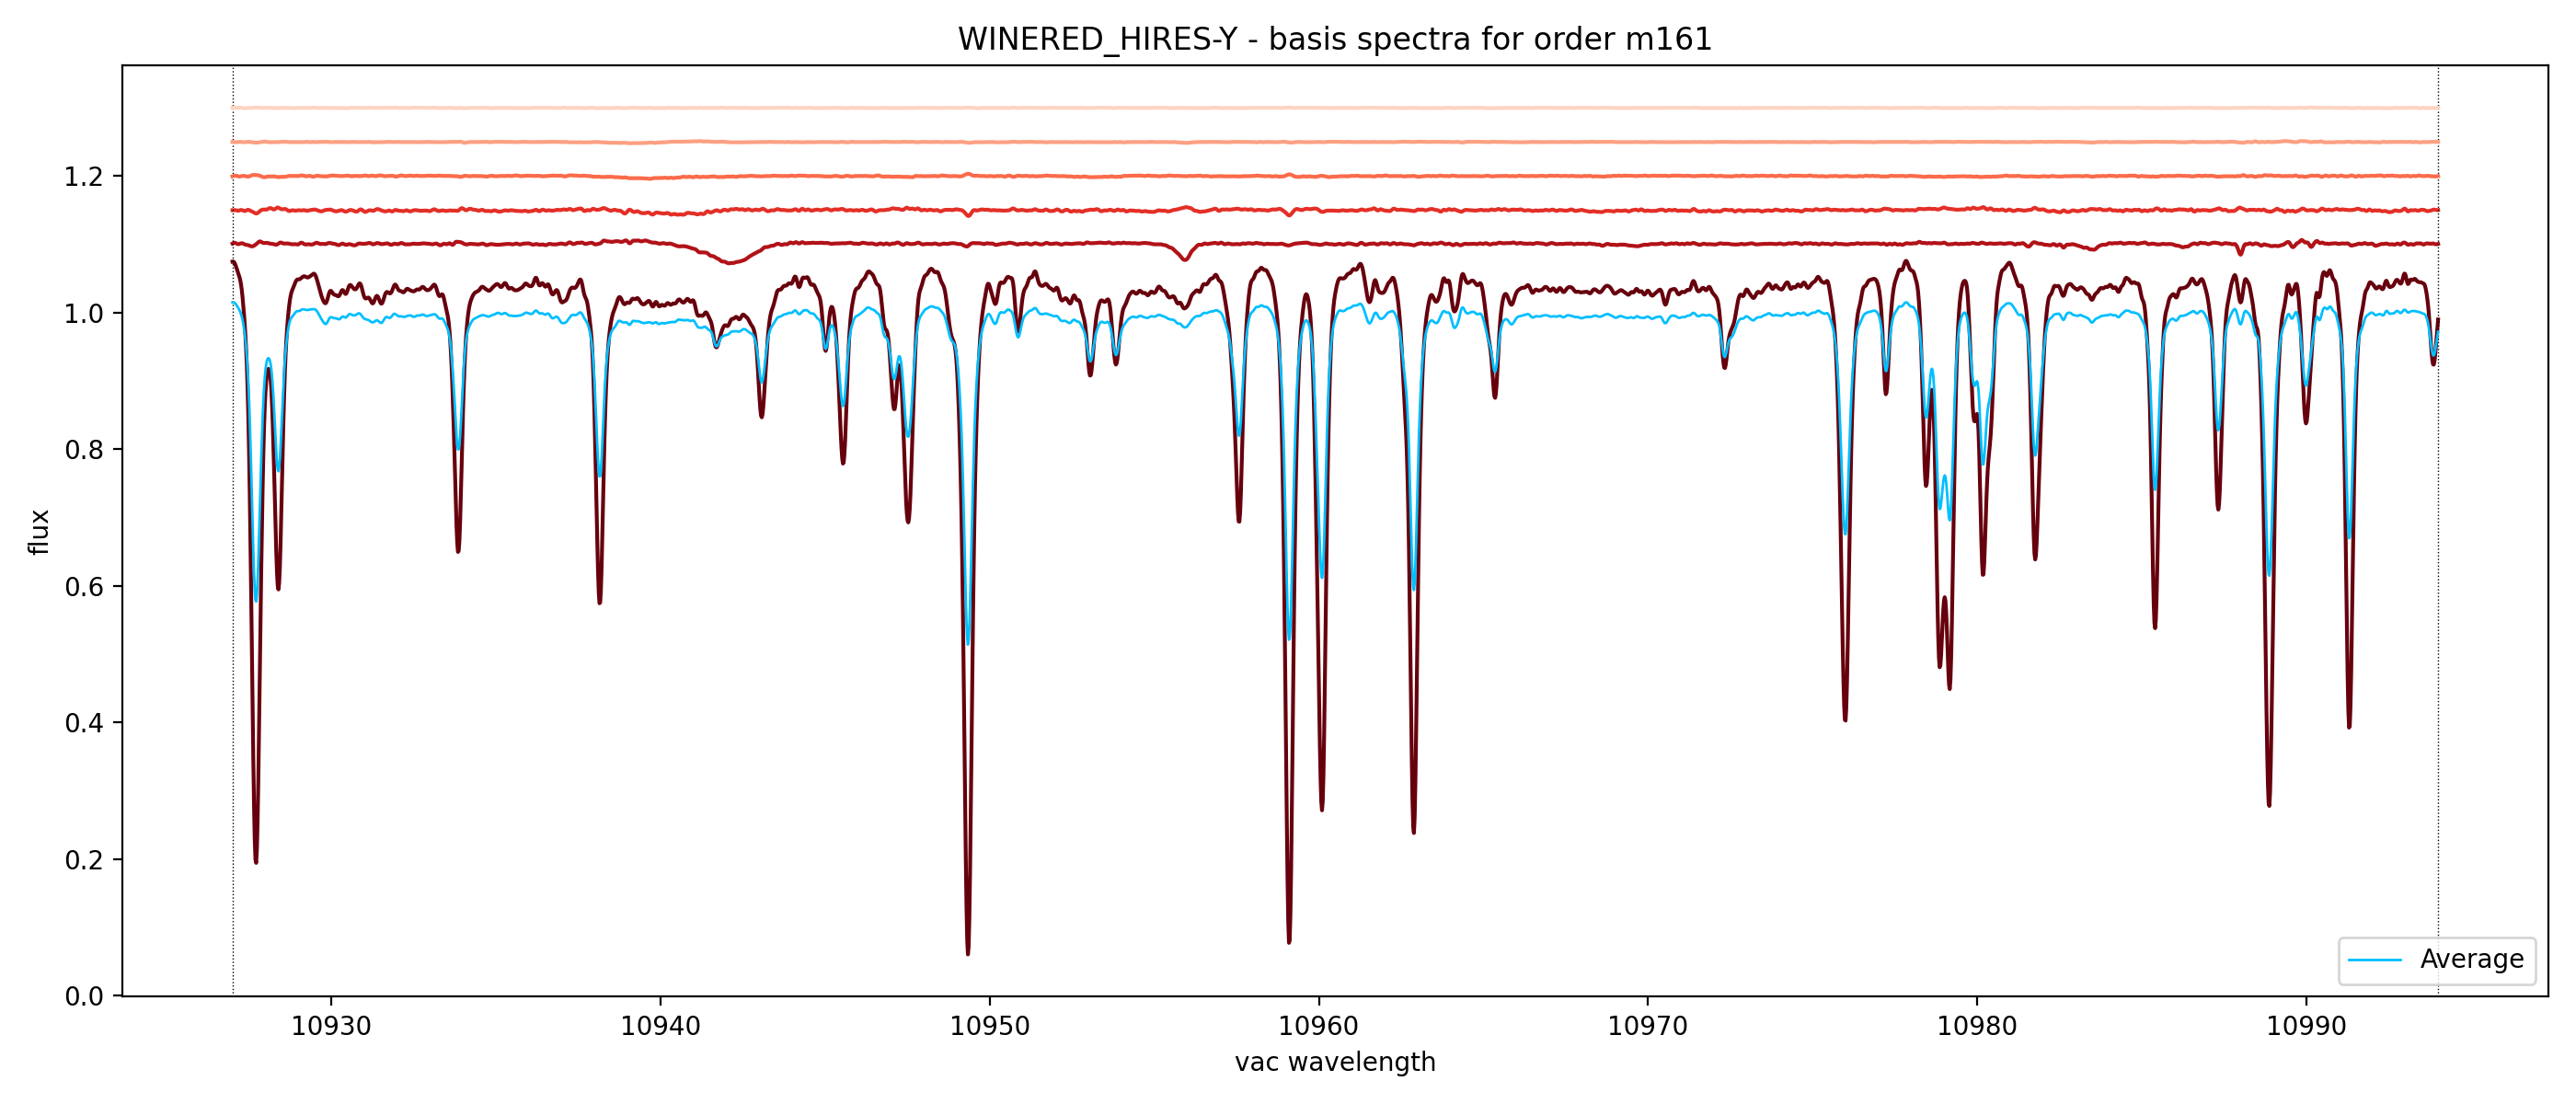 WINERED_HIRES-Y - basis spectra for order m161
flux
1.2
1.0
0.8
0.6
0.4
0.2
0.0
10930 10940 10950 10960 10970 10980 10990
vac wavelength
Average